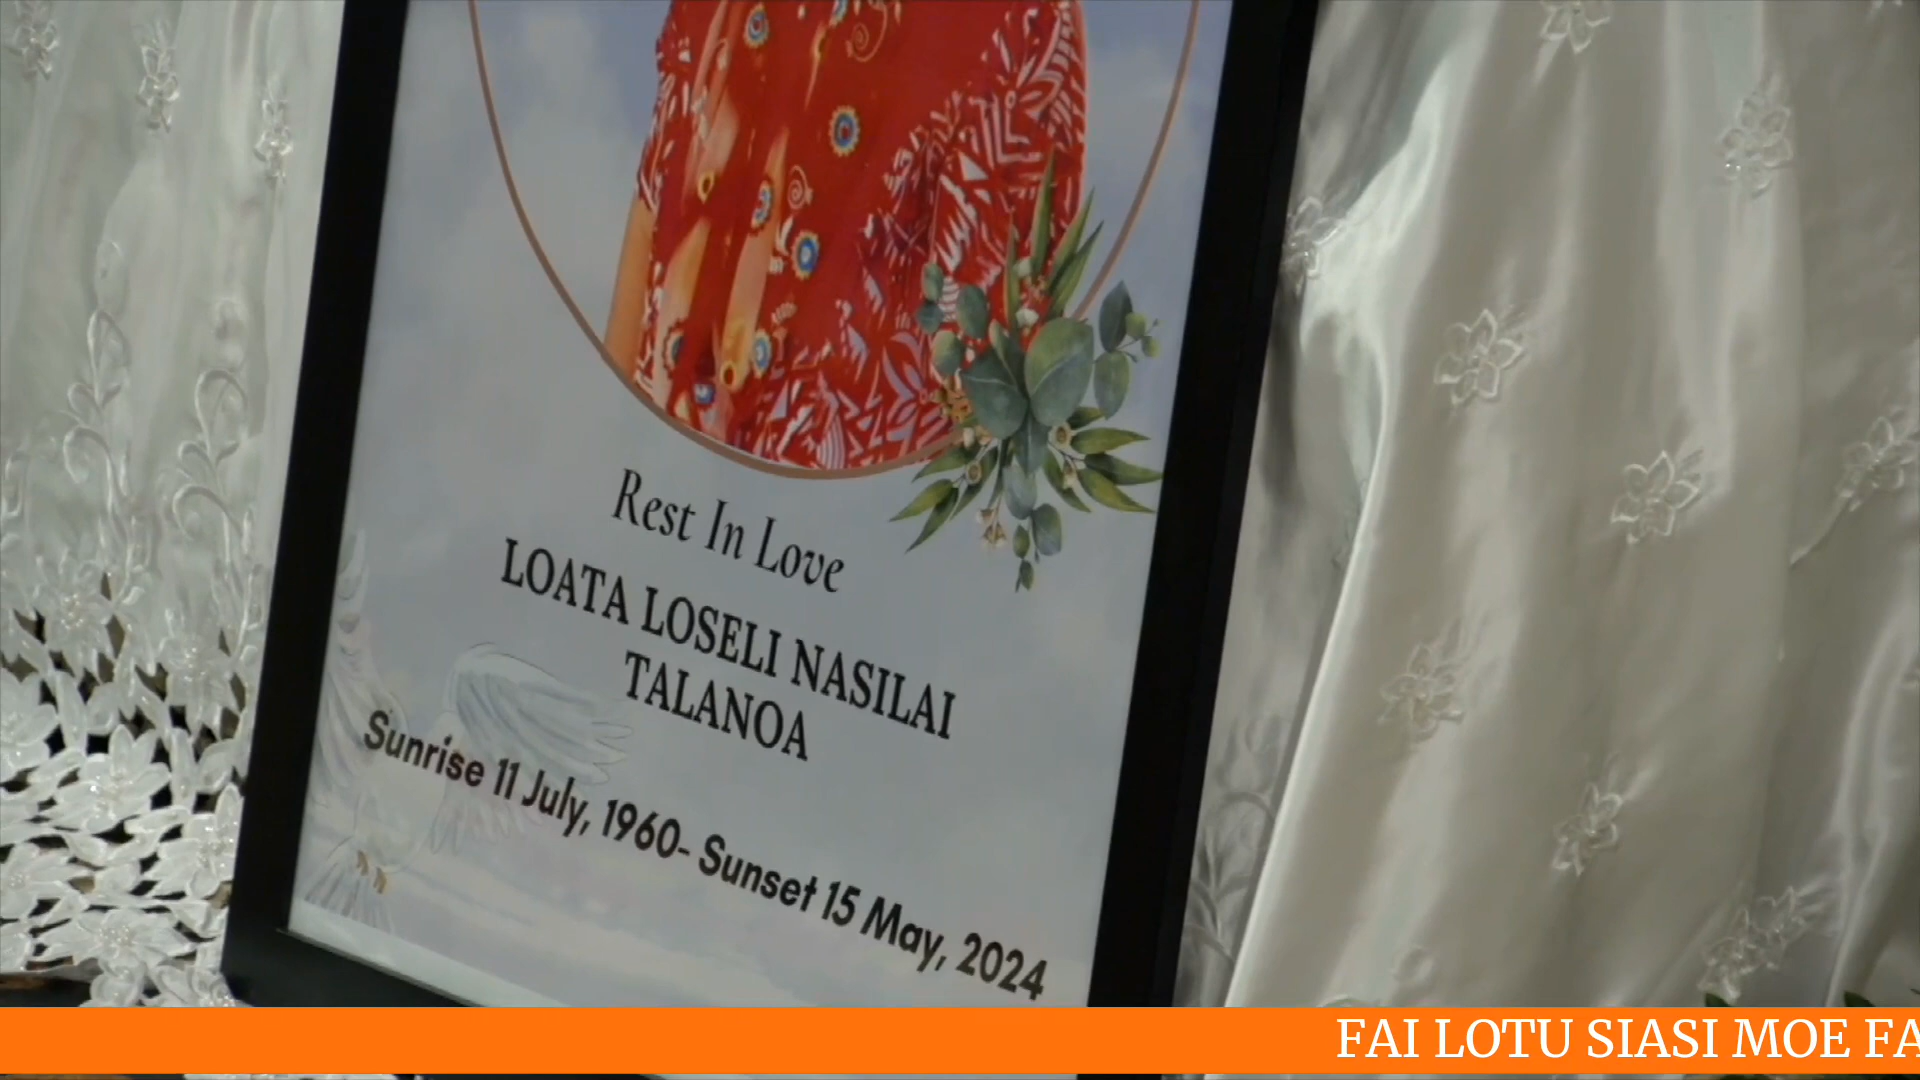 Rest In Love
LOATA LOSELI NASILAI
TALANOA
Sunrise 11 July, 1960- Sunset 15 May, 2024
FAI LOTU SIASI MOE FA